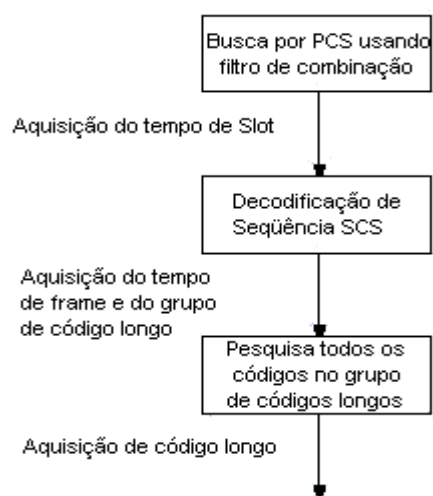 Busca por PCS usando
filtro de combinação
Aquisição do tempo de Slot
Decodificação de
Seqüência SCS
Aquisição do tempo
de frame e do grupo
de código longo
Pesquisa todos os
códigos no grupo
de códigos longos
Aquisição de código longo